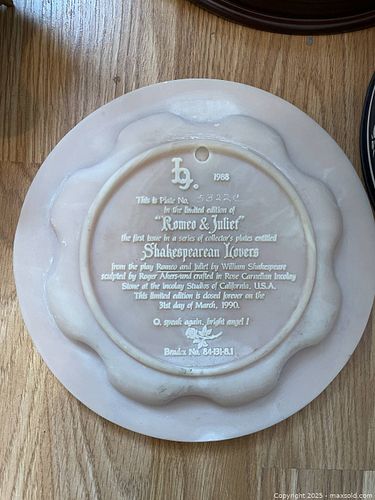 1988
This is Plate No.
in the limited edition of
"Romeo & Juliet"
the first issue in a series of collector's plates entitled
Shakespearean Lovers
from the play Romeo and Juliet by William Shakespeare
sculpted by Roger Akers and crafted in Rose Carnelian Incolay
Stone at the Incolay Studios of California, U.S.A.
This limited edition is closed forever on the
31st day of March, 1990.
O, speak again, bright angel!
Bradex No. 84-I31-8.1
Copyright 2025 - maxsold.com